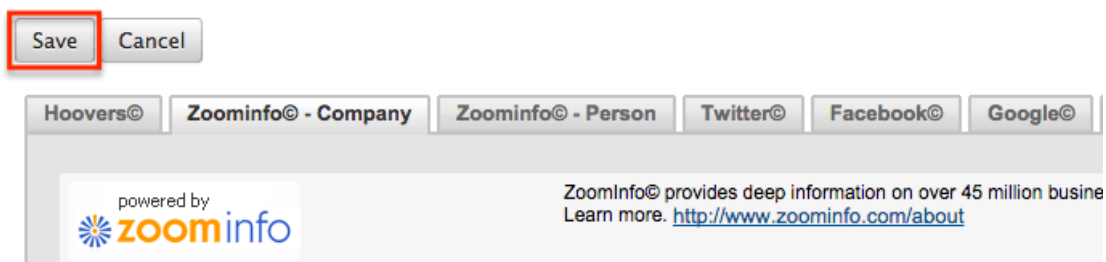 Save Cancel
Hoovers© Zoominfo© - Company Zoominfo© - Person Twitter© Facebook© Google©
powered by
zoominfo
ZoomInfo© provides deep information on over 45 million
Learn more. http://www.zoominfo.com/about